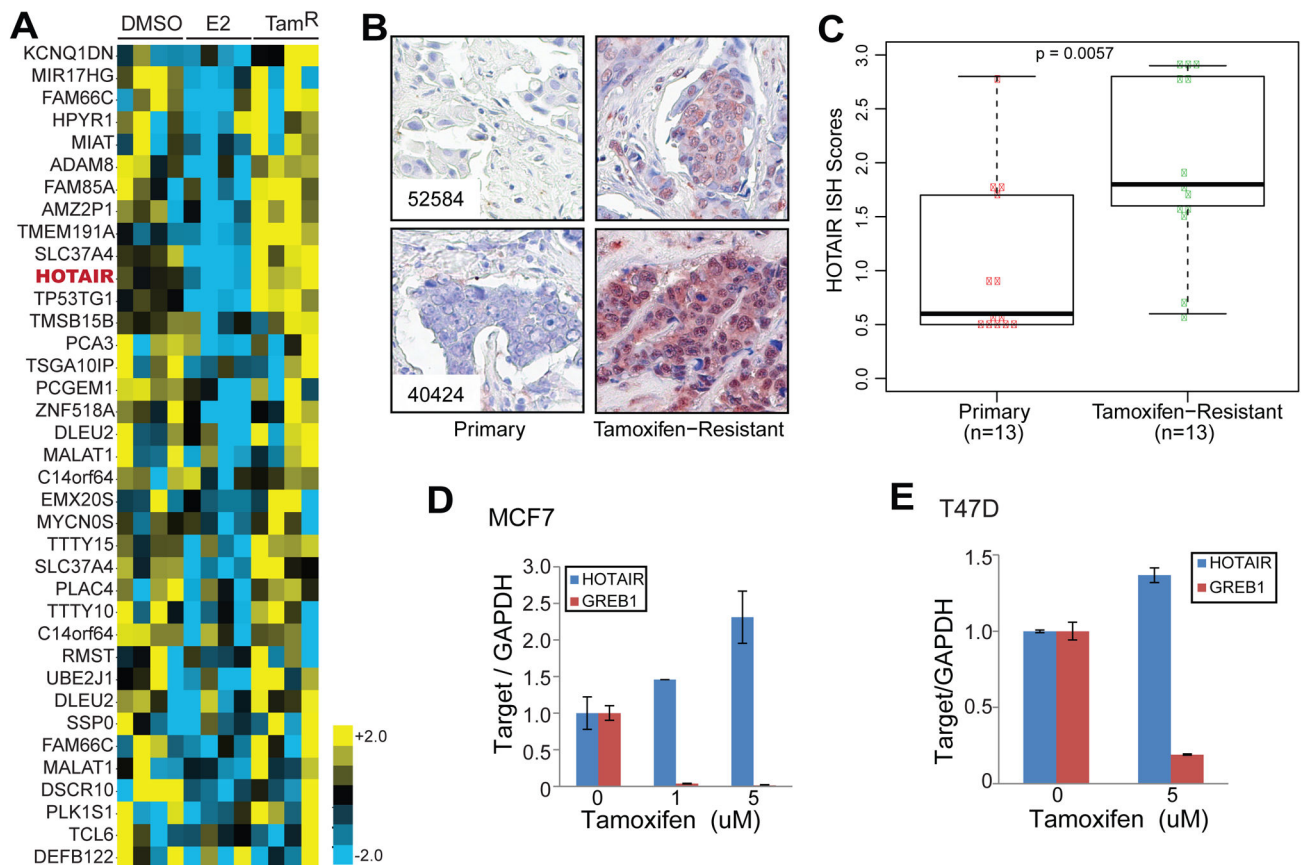 A
DMSO E2 TamR
KCNQ1DN
MIR17HG
FAM66C
HPYR1
MIAT
ADAM8
FAM85A
AMZ2P1
TMEM191A
SLC37A4
HOTAIR
TP53TG1
TMSB15B
PCA3
TSGA10IP
PCGEM1
ZNF518A
DLEU2
MALAT1
C14orf64
EMX20S
MYCN0S
TTTY15
SLC37A4
PLAC4
TTTY10
C14orf64
RMST
UBE2J1
DLEU2
SSP0
FAM66C
MALAT1
DSCR10
PLK1S1
TCL6
DEFB122
+2.0
-2.0
B
52584
40424
Primary
Tamoxifen-Resistant
C
p = 0.0057
HOTAIR ISH Scores
3.0
2.5
2.0
1.5
1.0
0.5
0.0
Primary
(n=13)
Tamoxifen-Resistant
(n=13)
D
MCF7
HOTAIR
GREB1
Target / GAPDH
3.0
2.5
2.0
1.5
1.0
0.5
0
0 1 5
Tamoxifen (uM)
E
T47D
HOTAIR
GREB1
Target/GAPDH
1.5
1.0
0.5
0
0 5
Tamoxifen (uM)